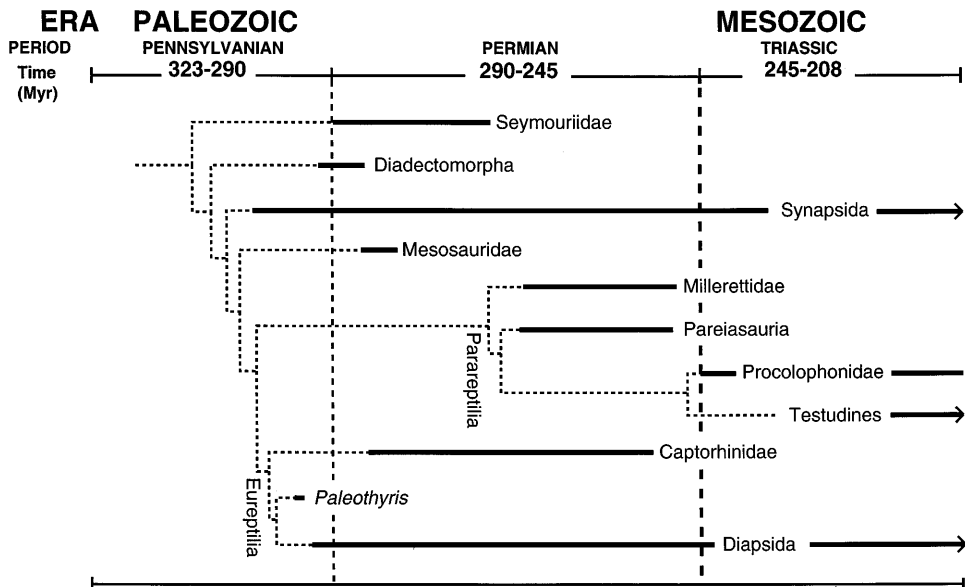 ERA PALEOZOIC MESOZOIC
PERIOD PENNSYLVANIAN PERMIAN TRIASSIC
Time 323-290 290-245 245-208
(Myr)
Seymouriidae
Diadectomorpha
Synapsida
Mesosauridae
Millerettidae
Pareiasauria
Parareptilia
Procolophonidae
Testudines
Captorhinidae
Eureptilia
Paleothyris
Diapsida